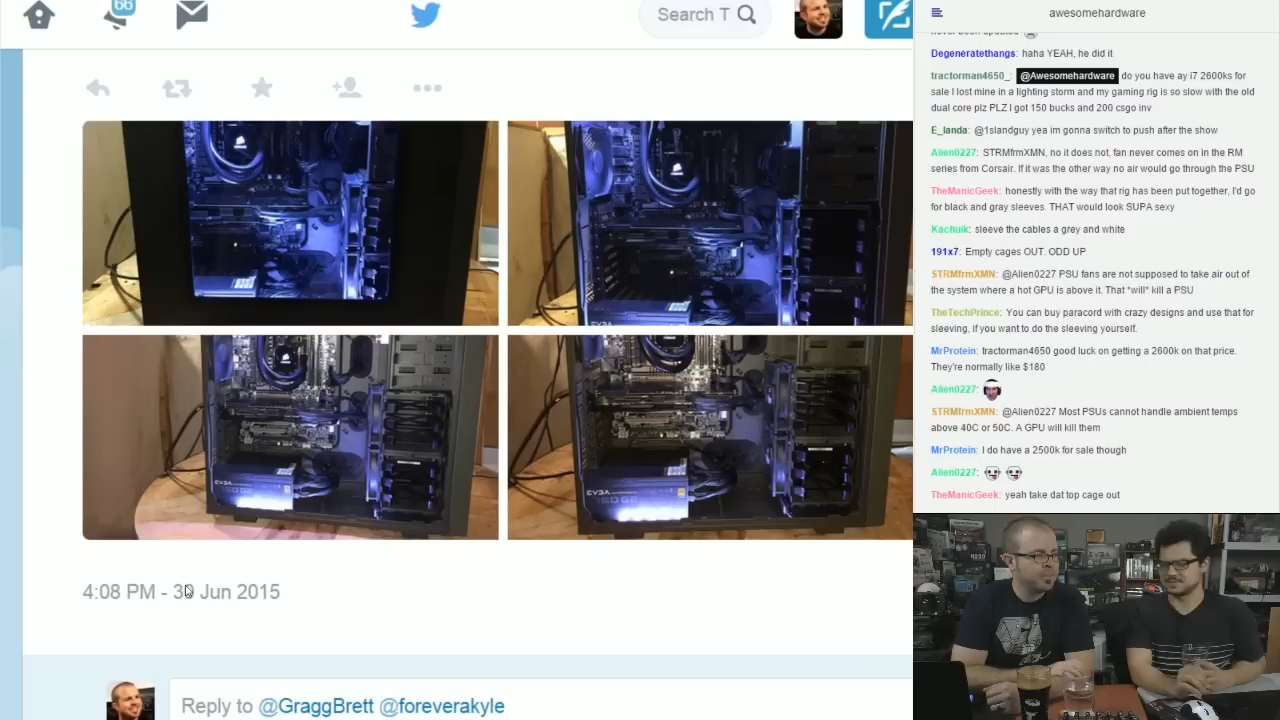 66
Search T
awesomehardware
Degeneratethangs: haha YEAH, he did it
tractorman4650_: @Awesomehardware do you have ay i7 2600ks for
sale I lost mine in a lighting storm and my gaming rig is so slow with the old
dual core plz PLZ I got 150 bucks and 200 csgo inv
E_landa: @1slandguy yea im gonna switch to push after the show
Alien0227: STRMfrmXMN, no it does not, fan never comes on in the RM
series from Corsair. If it was the other way no air would go through the PSU
TheManicGeek: honestly with the way that rig has been put together, I'd go
for black and gray sleeves. THAT would look SUPA sexy
Kachuik: sleeve the cables a grey and white
191x7: Empty cages OUT. ODD UP
STRMfrmXMN: @Alien0227 PSU fans are not supposed to take air out of
the system where a hot GPU is above it. That *will* kill a PSU
TheTechPrince: You can buy paracord with crazy designs and use that for
sleeving, if you want to do the sleeving yourself.
MrProtein: tractorman4650 good luck on getting a 2600k on that price.
They're normally like $180
Alien0227:
STRMfrmXMN: @Alien0227 Most PSUs cannot handle ambient temps
above 40C or 50C. A GPU will kill them
MrProtein: I do have a 2500k for sale though
Alien0227:
TheManicGeek: yeah take dat top cage out
EVGA
EVGA
EVGA
4:08 PM - 30 Jun 2015
Reply to @GraggBrett @foreverakyle